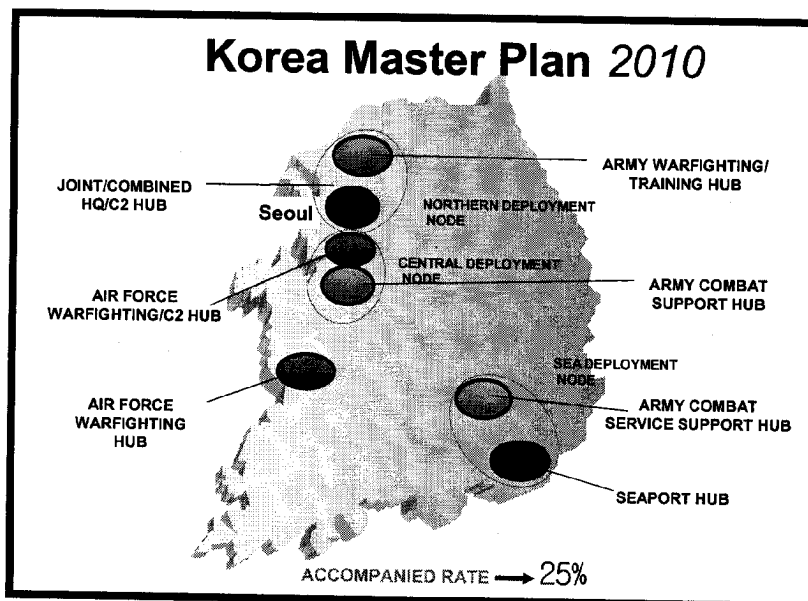 Korea Master Plan 2010
ARMY WARFIGHTING/
TRAINING HUB
JOINT/COMBINED
HQ/C2 HUB
Seoul
NORTHERN DEPLOYMENT
NODE
CENTRAL DEPLOYMENT
NODE
AIR FORCE
WARFIGHTING/C2 HUB
ARMY COMBAT
SUPPORT HUB
SEA DEPLOYMENT
NODE
AIR FORCE
WARFIGHTING
HUB
ARMY COMBAT
SERVICE SUPPORT HUB
SEAPORT HUB
ACCOMPANIED RATE → 25%